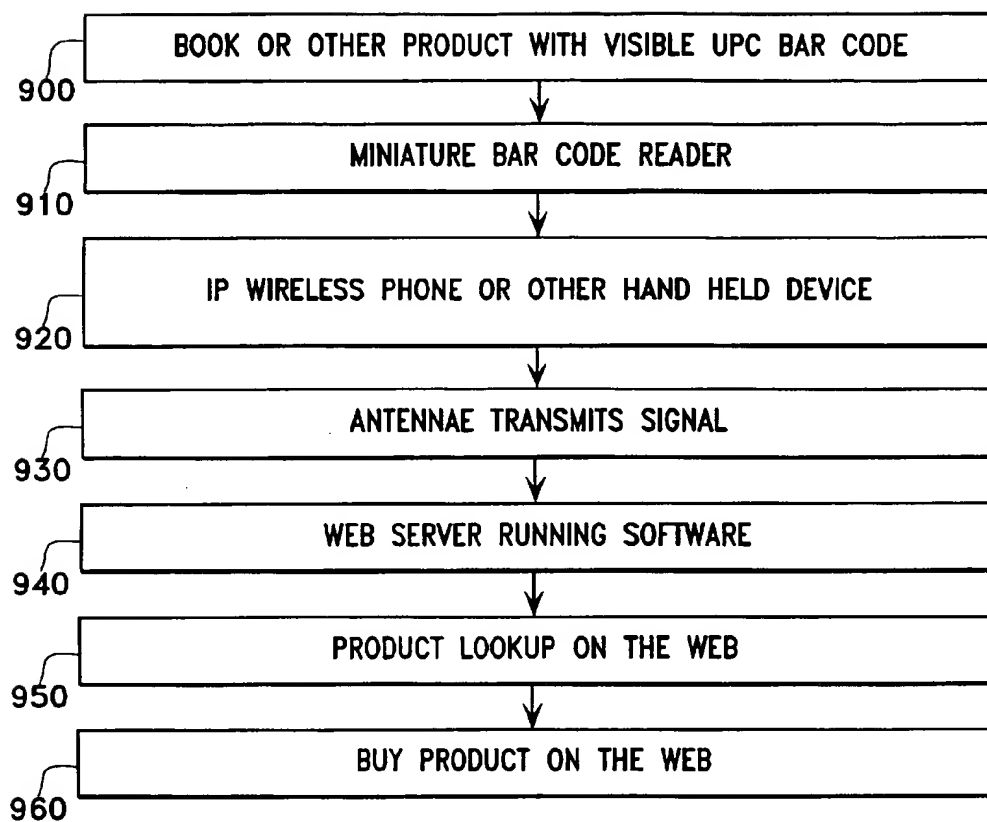 BOOK OR OTHER PRODUCT WITH VISIBLE UPC BAR CODE
900
MINIATURE BAR CODE READER
910
IP WIRELESS PHONE OR OTHER HAND HELD DEVICE
920
ANTENNAE TRANSMITS SIGNAL
930
WEB SERVER RUNNING SOFTWARE
940
PRODUCT LOOKUP ON THE WEB
950
BUY PRODUCT ON THE WEB
960